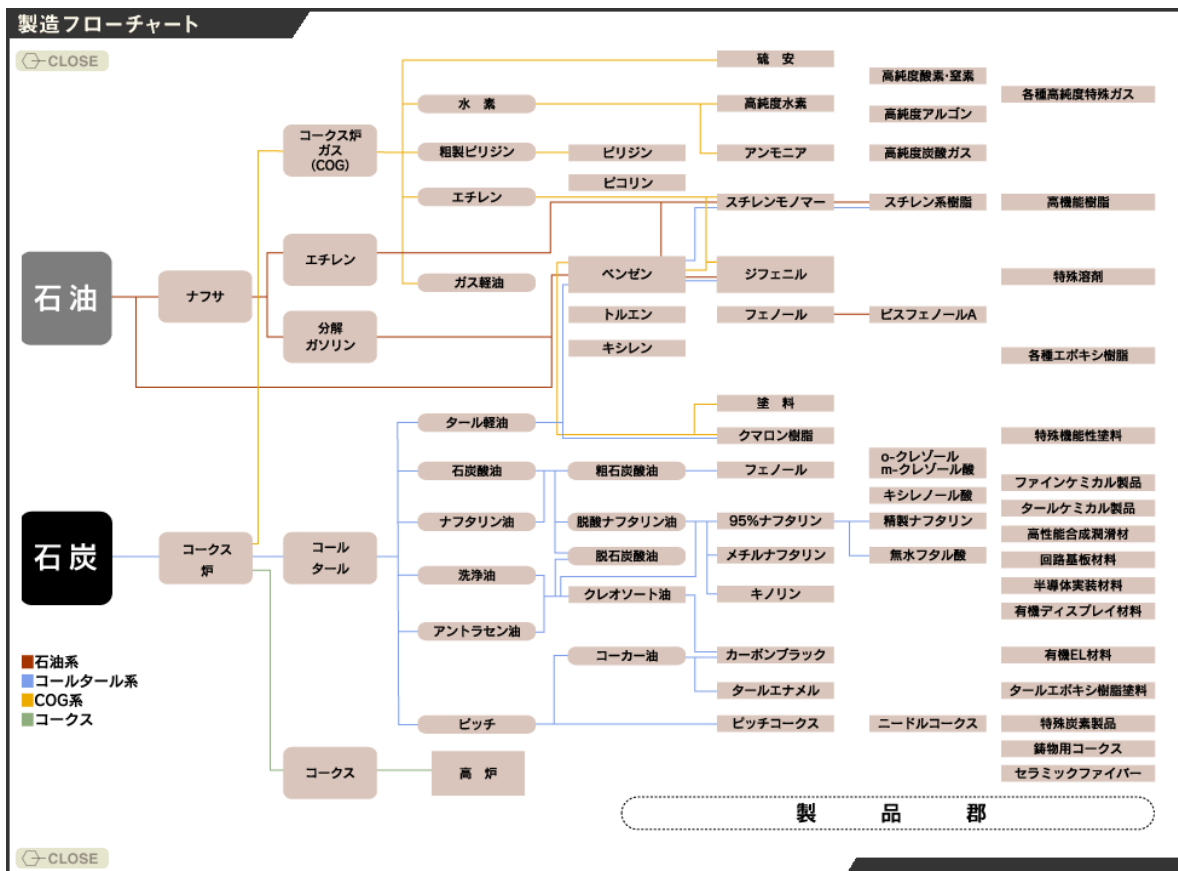 製造フローチャート
CLOSE
硫 安
高純度酸素・窒素
各種高純度特殊ガス
水 素
高純度水素
高純度アルゴン
コークス炉
ガス
(COG)
粗製ピリジン
ピリジン
アンモニア
高純度炭酸ガス
ピコリン
エチレン
スチレンモノマー
スチレン系樹脂
高機能樹脂
石油
ナフサ
エチレン
ガス軽油
ベンゼン
ジフェニル
特殊溶剤
分解
ガソリン
トルエン
フェノール
ビスフェノールA
キシレン
各種エポキシ樹脂
塗 料
タール軽油
クマロン樹脂
特殊機能性塗料
石炭酸油
粗石炭酸油
フェノール
o-クレゾール
m-クレゾール酸
ファインケミカル製品
キシレノール酸
タールケミカル製品
ナフタリン油
脱酸ナフタリン油
95%ナフタリン
精製ナフタリン
高性能合成潤滑材
石炭
コークス
炉
コール
タール
脱石炭酸油
メチルナフタリン
無水フタル酸
回路基板材料
洗浄油
クレオソート油
キノリン
半導体実装材料
有機ディスプレイ材料
アントラセン油
コーカー油
カーボンブラック
有機EL材料
タールエナメル
タールエポキシ樹脂塗料
ピッチ
ピッチコークス
ニードルコークス
特殊炭素製品
鋳物用コークス
コークス
高 炉
セラミックファイバー
石油系
コールタール系
COG系
コークス
製 品 郡
CLOSE